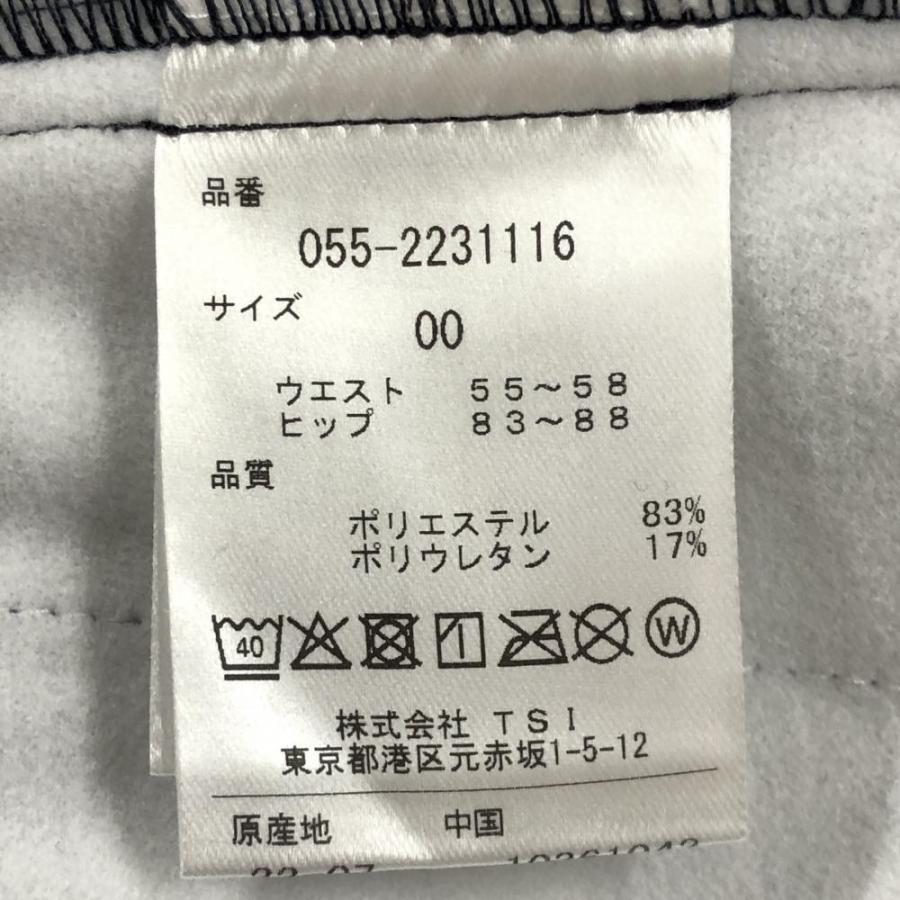 品番
055-2231116
サイズ
00
ウエスト 55～58
ヒップ 83～88
品質
ポリエステル 83%
ポリウレタン 17%
40 W
株式会社 TSI
東京都港区元赤坂1-5-12
原産地 中国